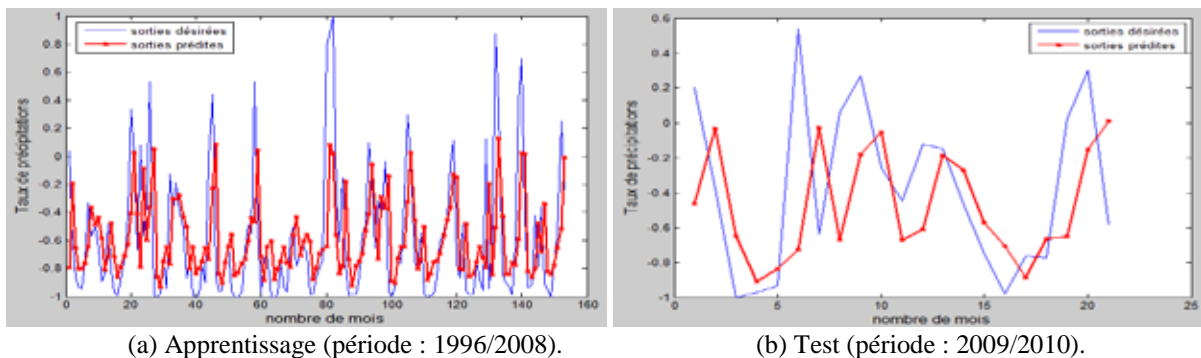 sorties désirées
sorties prédites
Taux de précipitations
1
0.8
0.6
0.4
0.2
0
-0.2
-0.4
-0.6
-0.8
-1
0 20 40 60 80 100 120 140 160
nombre de mois
sorties désirées
sorties prédites
Taux de précipitations
0.6
0.4
0.2
0
-0.2
-0.4
-0.6
-0.8
-1
0 5 10 15 20 25
nombre de mois
(a) Apprentissage (période : 1996/2008). (b) Test (période : 2009/2010).